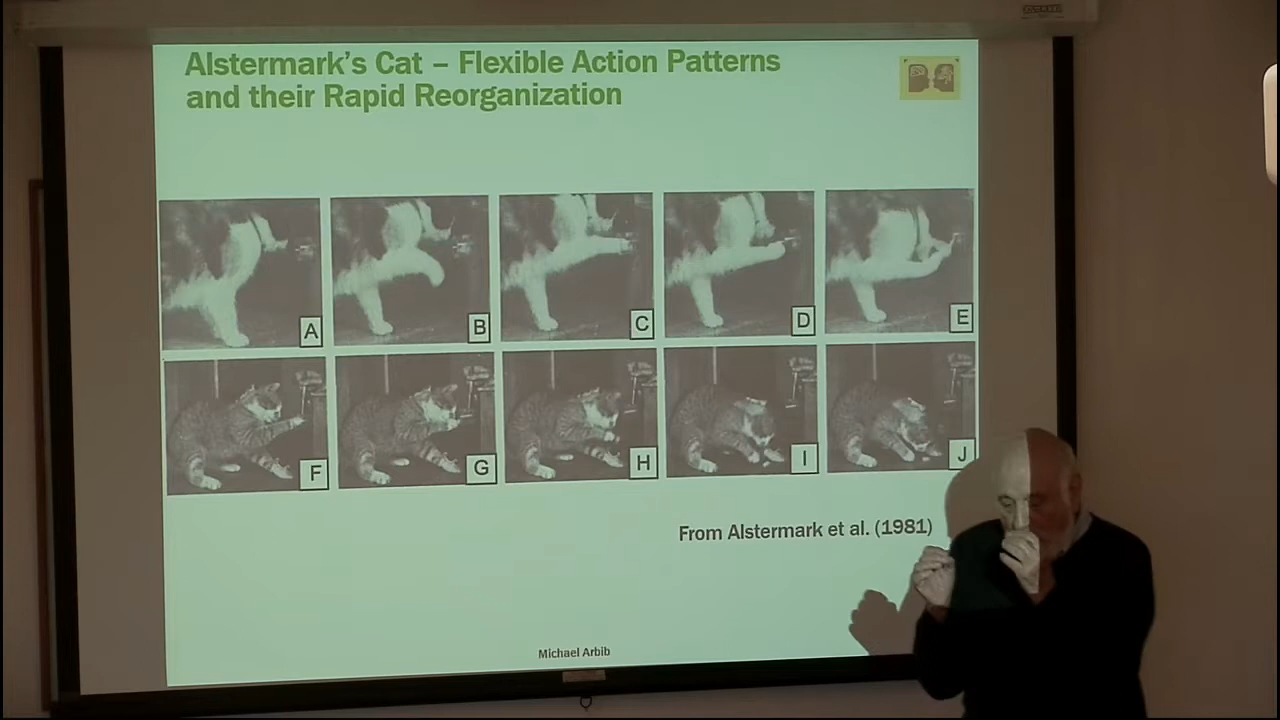 Alstermark's Cat – Flexible Action Patterns
and their Rapid Reorganization
A
B
C
D
E
F
G
H
I
J
From Alstermark et al. (1981)
Michael Arbib